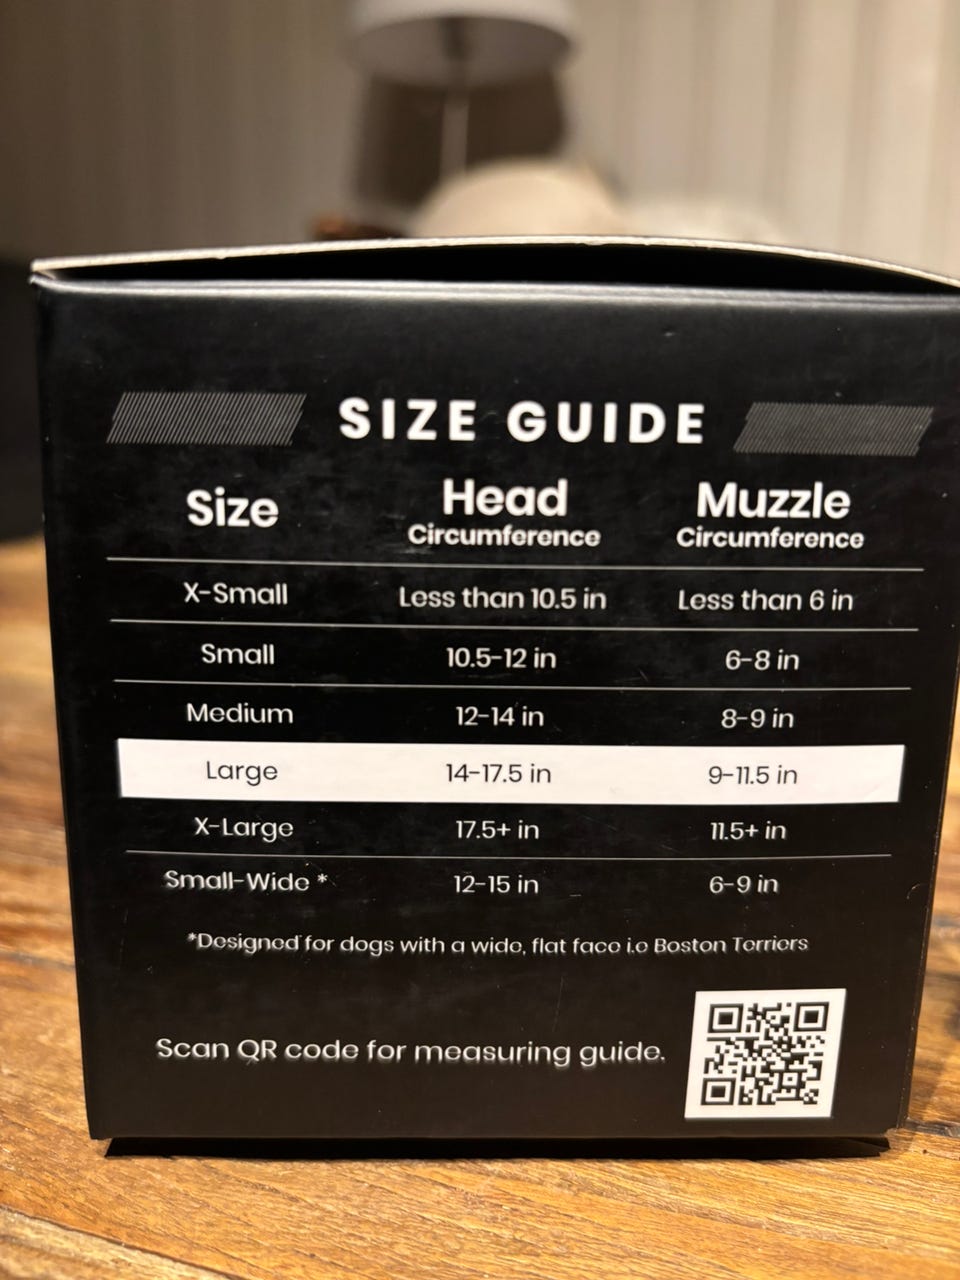 SIZE GUIDE
Size Head Circumference Muzzle Circumference
X-Small Less than 10.5 in Less than 6 in
Small 10.5-12 in 6-8 in
Medium 12-14 in 8-9 in
Large 14-17.5 in 9-11.5 in
X-Large 17.5+ in 11.5+ in
Small-Wide * 12-15 in 6-9 in
*Designed for dogs with a wide, flat face i.e Boston Terriers
Scan QR code for measuring guide.